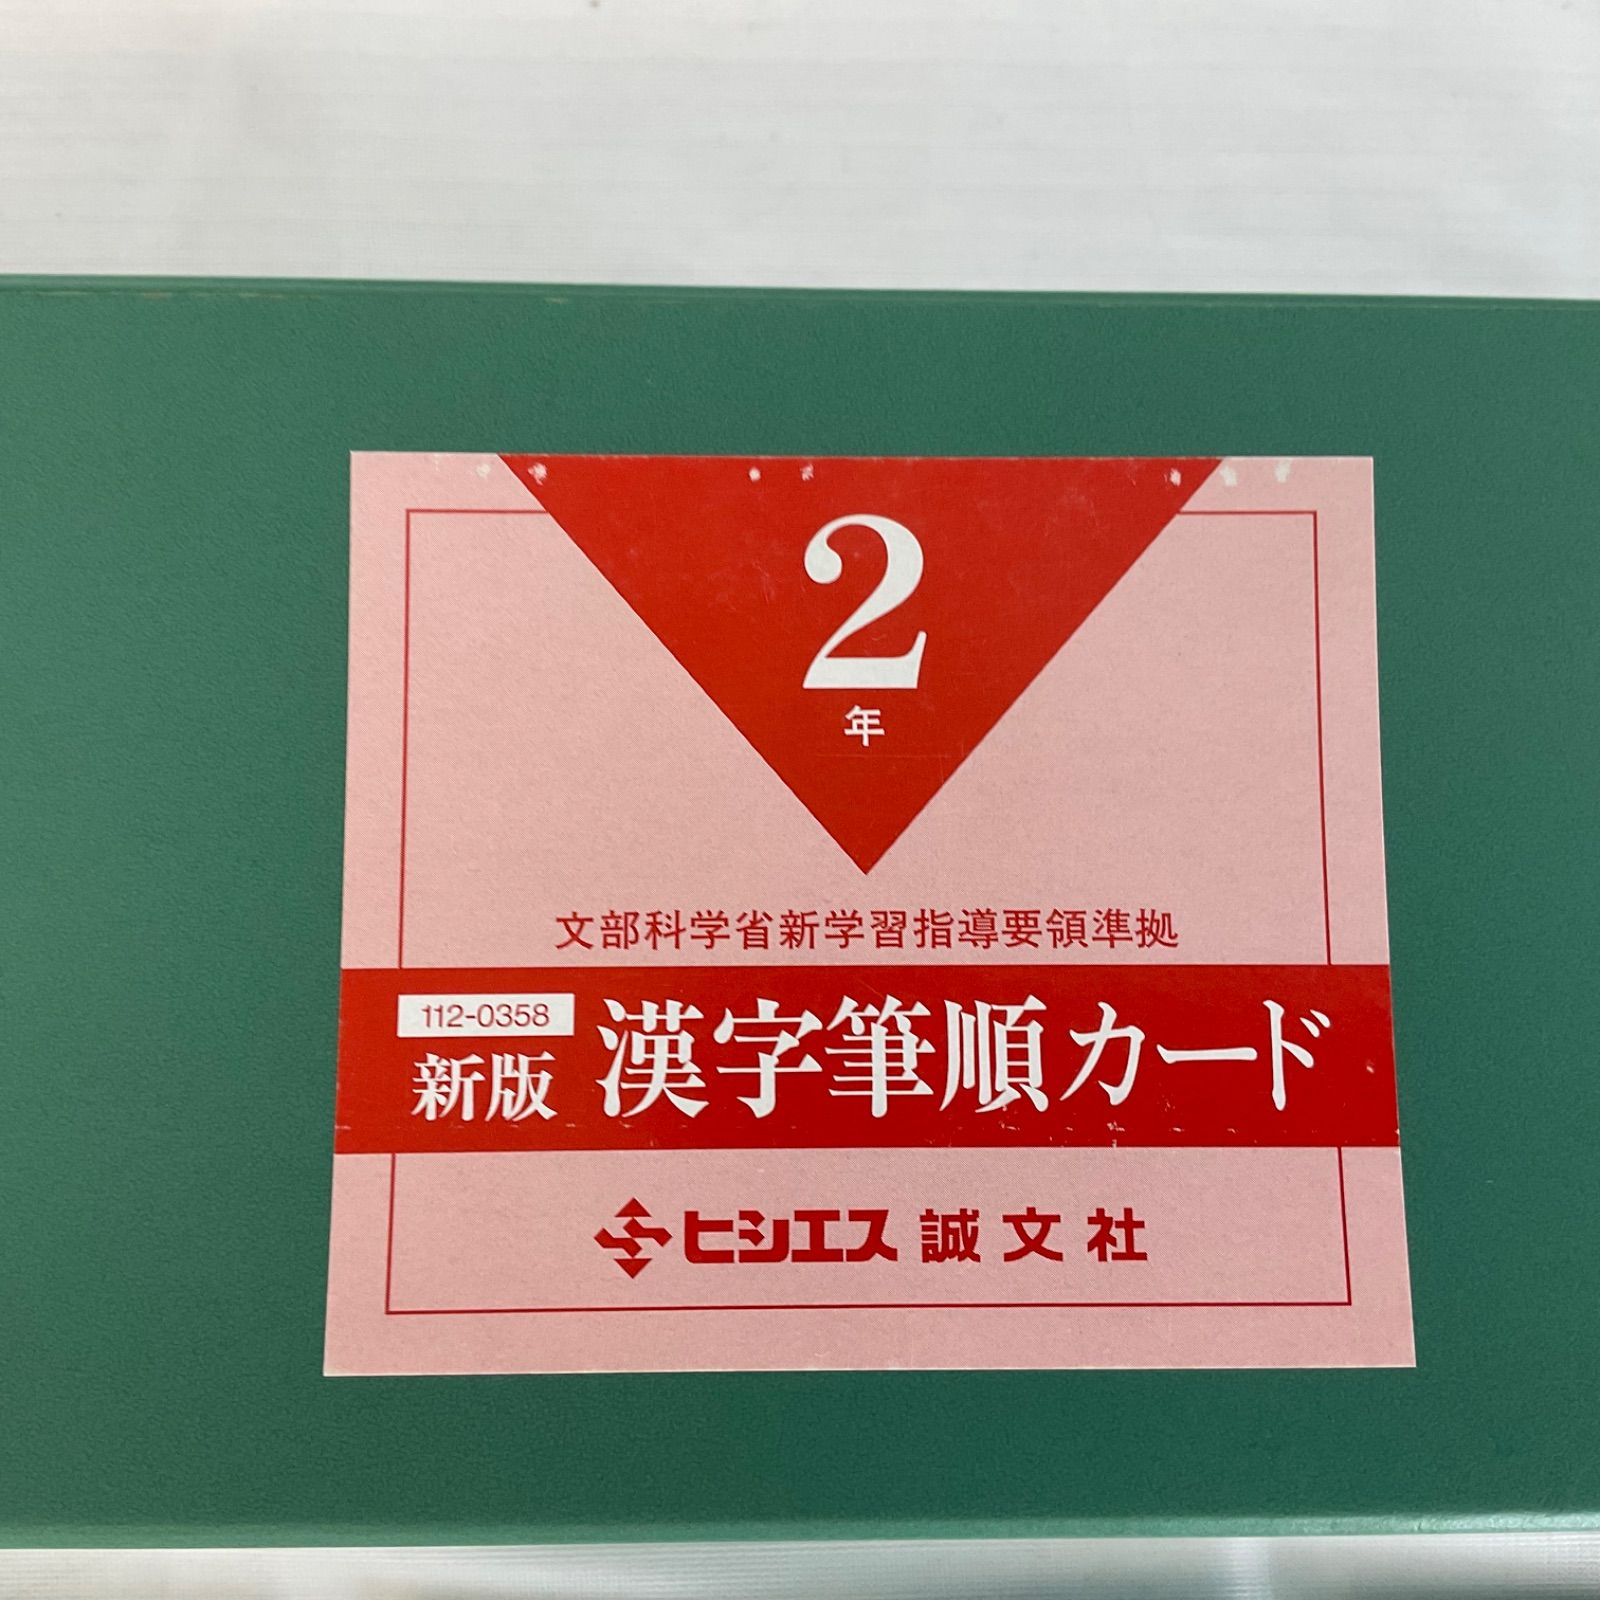 2
年
文部科学省新学習指導要領準拠
112-0358
新版 漢字筆順カード
ヒシエス 誠文社